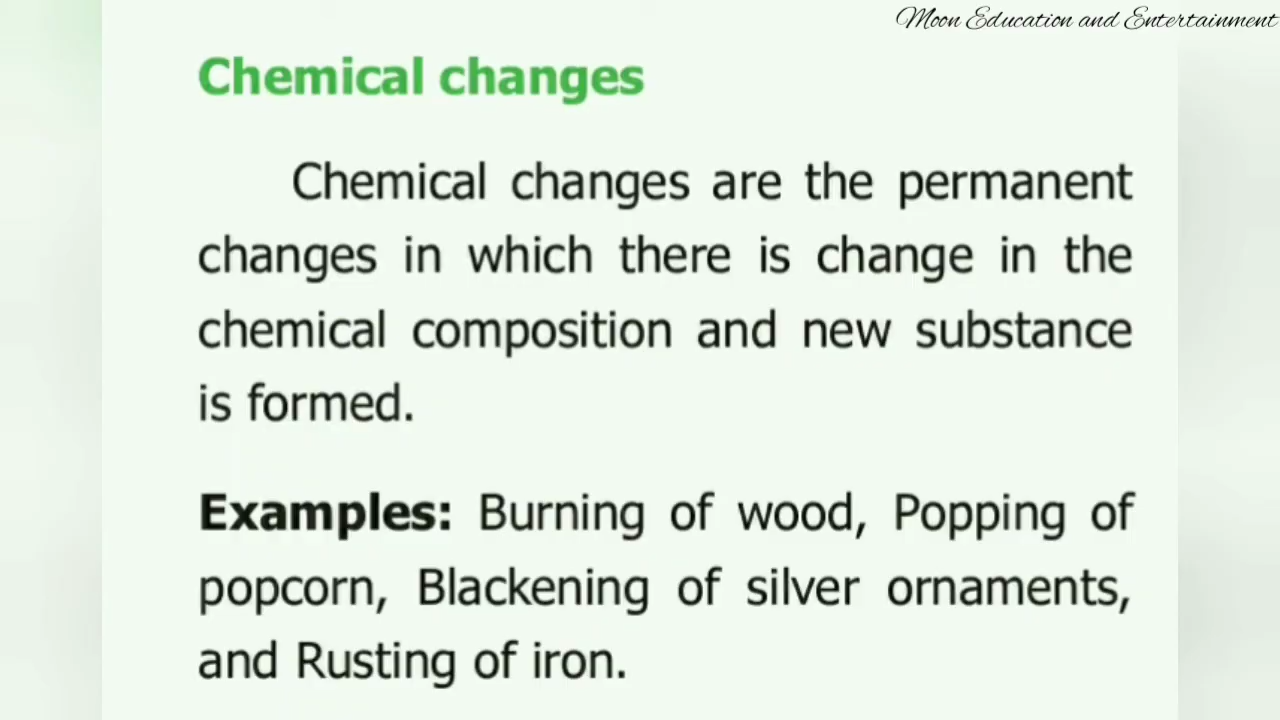 Moon Education and Entertainment
Chemical changes
Chemical changes are the permanent
changes in which there is change in the
chemical composition and new substance
is formed.
Examples: Burning of wood, Popping of
popcorn, Blackening of silver ornaments,
and Rusting of iron.